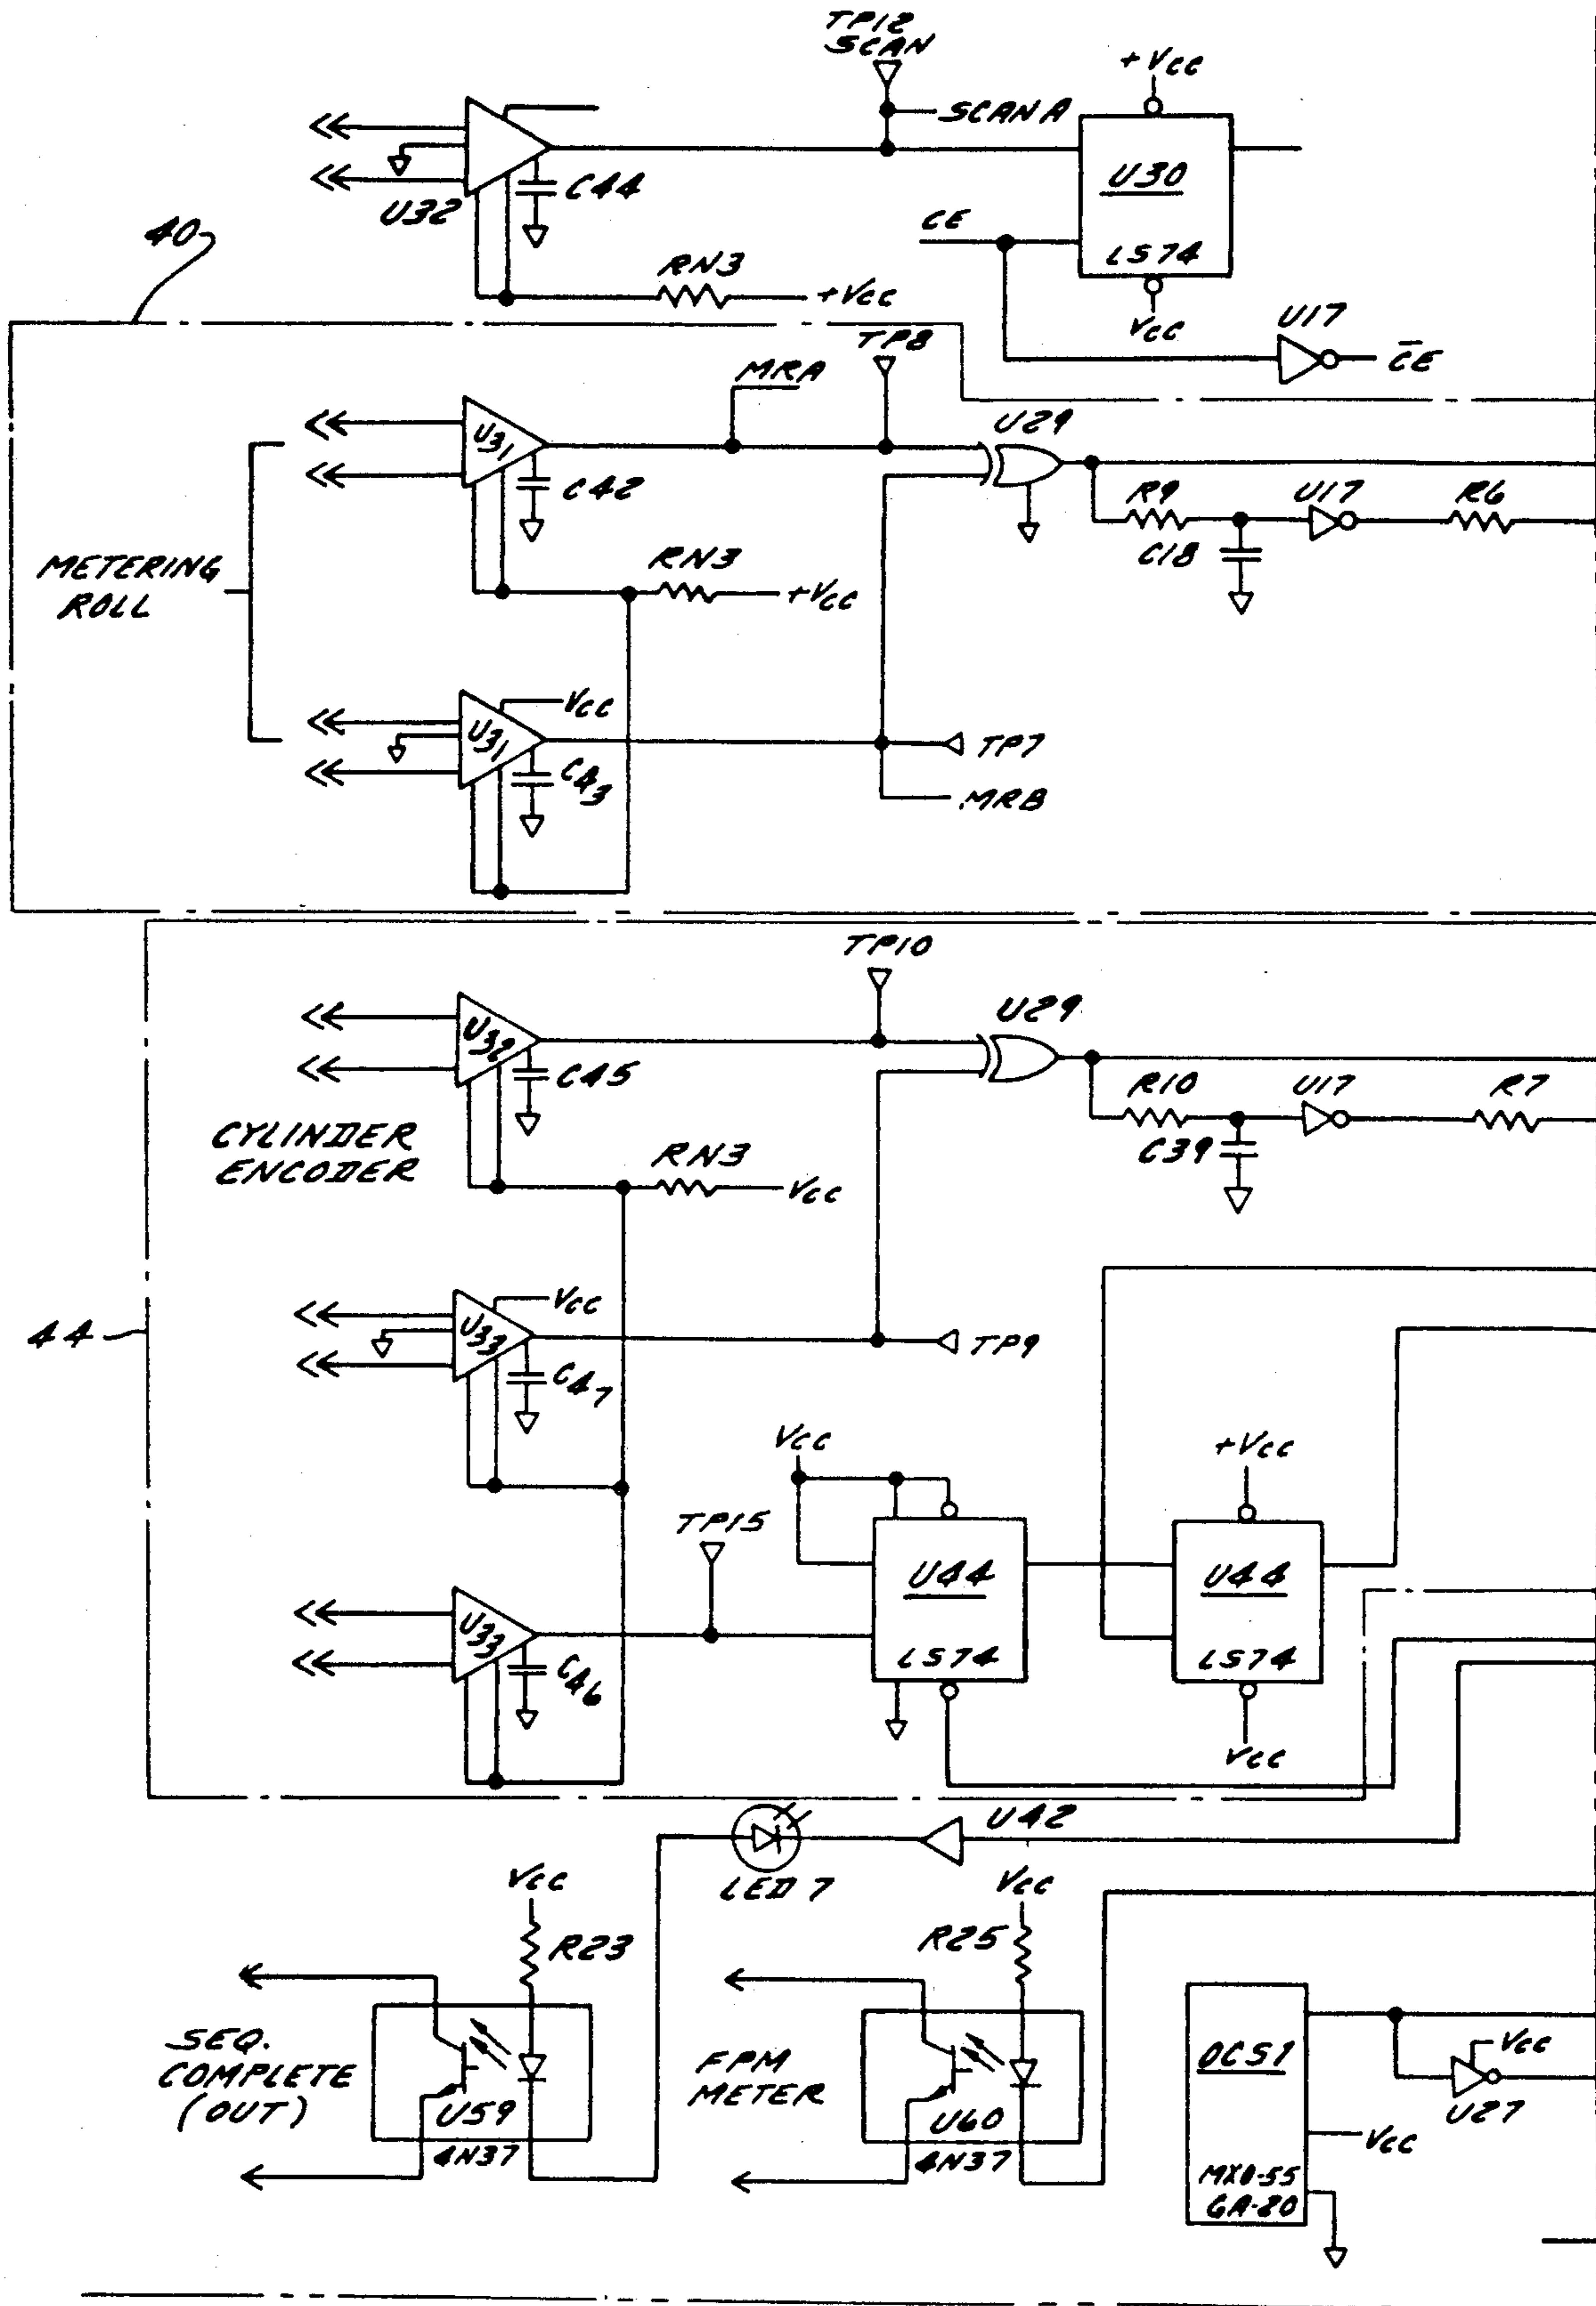 TP12
SCAN
+Vcc
SCAN A
U30
C44
U32
CE
LS74
40
RN3
+Vcc
Vcc
U17
C̅E̅
TP8
MRA
U29
U31
C42
R9
U17
R6
C18
METERING
ROLL
RN3
+Vcc
Vcc
U31
TP7
C43
MRB
TP10
U29
U32
C45
R10
U17
R7
C39
CYLINDER
ENCODER
RN3
Vcc
Vcc
44
U33
TP9
C47
Vcc
+Vcc
TP15
U44
U44
U33
LS74
LS74
C46
Vcc
U42
LED 7
Vcc
Vcc
R23
R25
SEQ.
COMPLETE
(OUT)
U59
4N37
FPM
METER
U60
4N37
OCS1
Vcc
U27
Vcc
MXO-55
GA-20